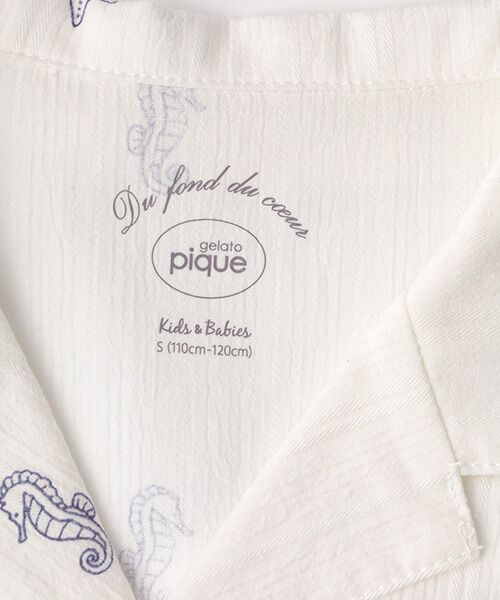 Du fond du cœur
gelato
pique
Kids & Babies
S (110cm-120cm)